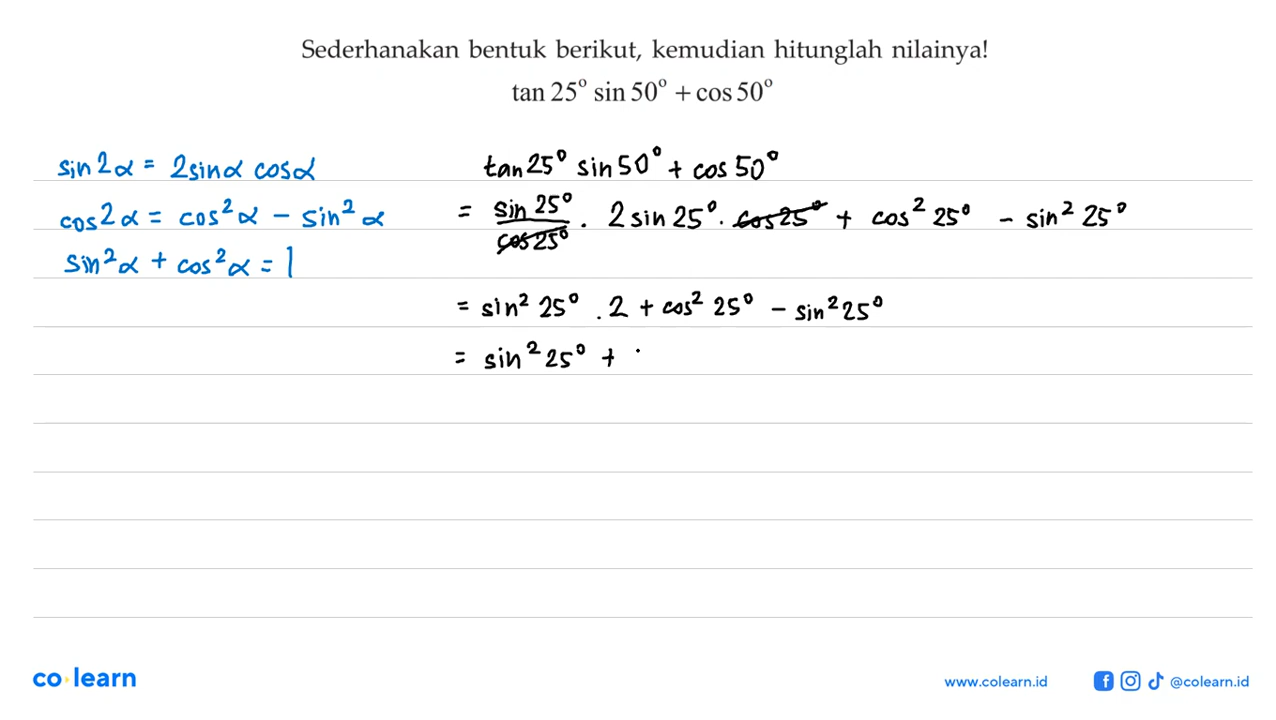 Sederhanakan bentuk berikut, kemudian hitunglah nilainya!
tan 25° sin 50° + cos 50°
sin 2α = 2 sin α cos α
cos 2α = cos² α - sin² α
sin² α + cos² α = 1
tan 25° sin 50° + cos 50°
= sin 25° / cos 25° . 2 sin 25° . cos 25° + cos² 25° - sin² 25°
= sin² 25° . 2 + cos² 25° - sin² 25°
= sin² 25° +
co·learn
www.colearn.id @colearn.id